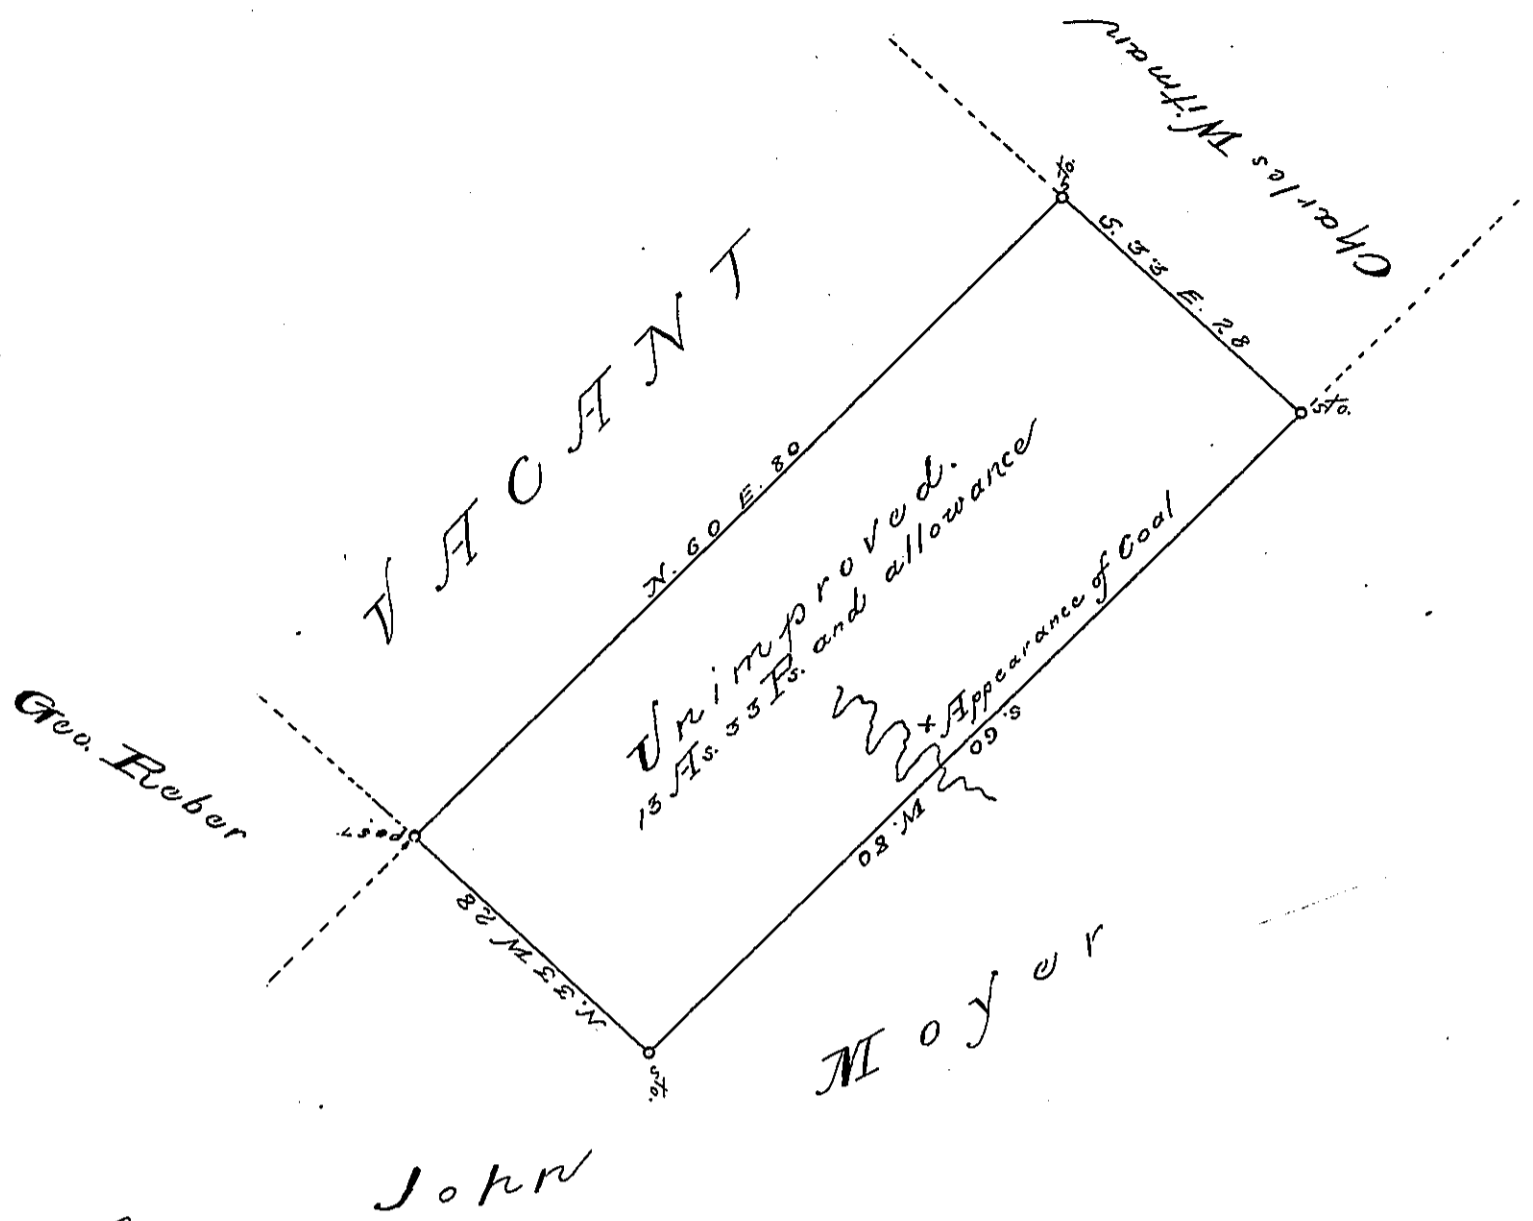 Charles Witman
sto.
S. 33 E. 28
sto.
VACANT
N. 60 E. 80
Unimproved.
13 As. 33 Ps. and allowance
x Appearance of Coal
S. 60 W. 80
Geo. Reber
post
N. 33 W 28
sto.
John Moyer